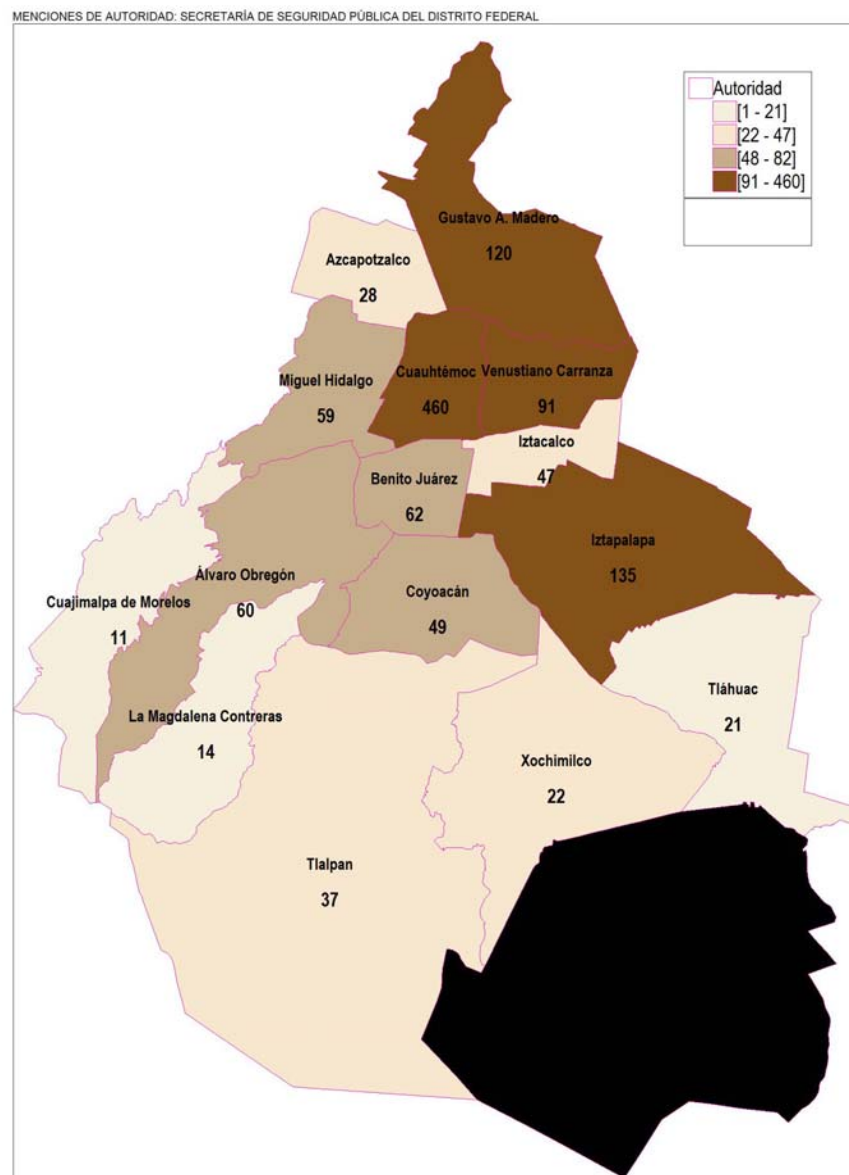 MENCIONES DE AUTORIDAD: SECRETARÍA DE SEGURIDAD PÚBLICA DEL DISTRITO FEDERAL
Autoridad
[1 - 21]
[22 - 47]
[48 - 82]
[91 - 460]
Gustavo A. Madero
120
Azcapotzalco
28
Miguel Hidalgo
59
Cuauhtémoc
460
Venustiano Carranza
91
Iztacalco
47
Benito Juárez
62
Iztapalapa
135
Álvaro Obregón
60
Cuajimalpa de Morelos
11
Coyoacán
49
La Magdalena Contreras
14
Tláhuac
21
Xochimilco
22
Tlalpan
37